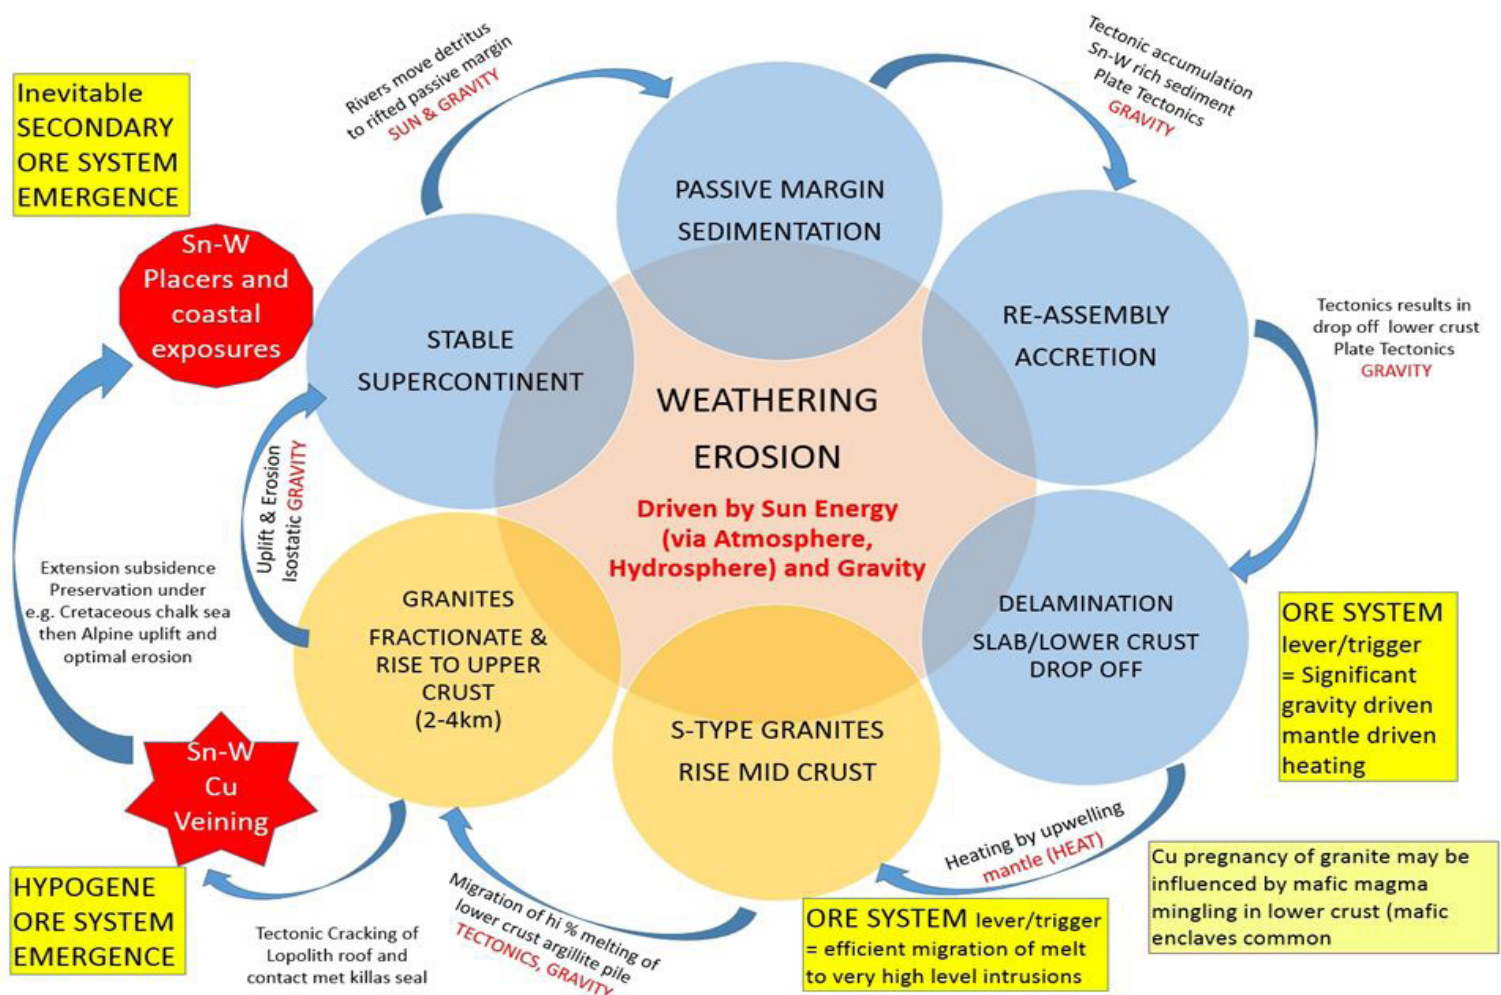 Rivers move detritus
to rifted passive margin
SUN & GRAVITY
Tectonic accumulation
Sn-W rich sediment
Plate Tectonics
GRAVITY
Inevitable
SECONDARY
ORE SYSTEM
EMERGENCE
Sn-W
Placers and
coastal
exposures
PASSIVE MARGIN
SEDIMENTATION
STABLE
SUPERCONTINENT
RE-ASSEMBLY
ACCRETION
Tectonics results in
drop off lower crust
Plate Tectonics
GRAVITY
WEATHERING
EROSION
Driven by Sun Energy
(via Atmosphere,
Hydrosphere) and Gravity
Uplift & Erosion
Isostatic GRAVITY
Extension subsidence
Preservation under
e.g. Cretaceous chalk sea
then Alpine uplift and
optimal erosion
GRANITES
FRACTIONATE &
RISE TO UPPER
CRUST
(2-4km)
DELAMINATION
SLAB/LOWER CRUST
DROP OFF
ORE SYSTEM
lever/trigger
= Significant
gravity driven
mantle driven
heating
S-TYPE GRANITES
RISE MID CRUST
Sn-W
Cu
Veining
Heating by upwelling
mantle (HEAT)
Cu pregnancy of granite may be
influenced by mafic magma
mingling in lower crust (mafic
enclaves common
HYPOGENE
ORE SYSTEM
EMERGENCE
Tectonic Cracking of
Lopolith roof and
contact met killas seal
Migration of hi % melting of
lower crust argillite pile
TECTONICS, GRAVITY
ORE SYSTEM lever/trigger
= efficient migration of melt
to very high level intrusions